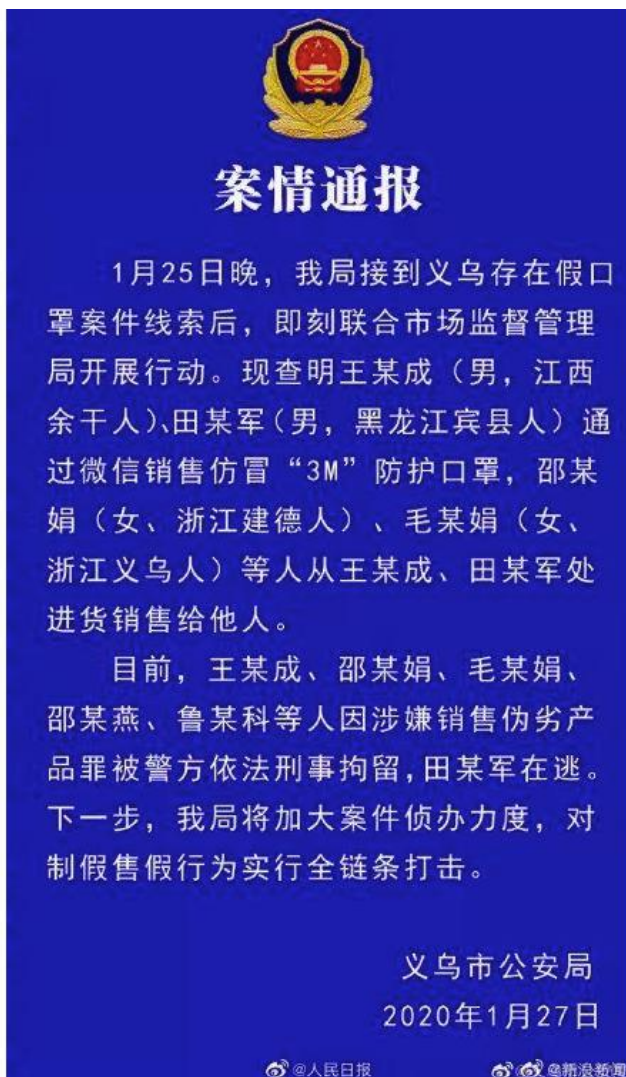 案情通报
1月25日晚，我局接到义乌存在假口
罩案件线索后，即刻联合市场监督管理
局开展行动。现查明王某成（男，江西
余干人）、田某军（男，黑龙江宾县人）通
过微信销售仿冒“3M”防护口罩，邵某
娟（女、浙江建德人）、毛某娟（女、
浙江义乌人）等人从王某成、田某军处
进货销售给他人。
目前，王某成、邵某娟、毛某娟、
邵某燕、鲁某科等人因涉嫌销售伪劣产
品罪被警方依法刑事拘留，田某军在逃。
下一步，我局将加大案件侦办力度，对
制假售假行为实行全链条打击。
义乌市公安局
2020年1月27日
@人民日报
@新浪新闻